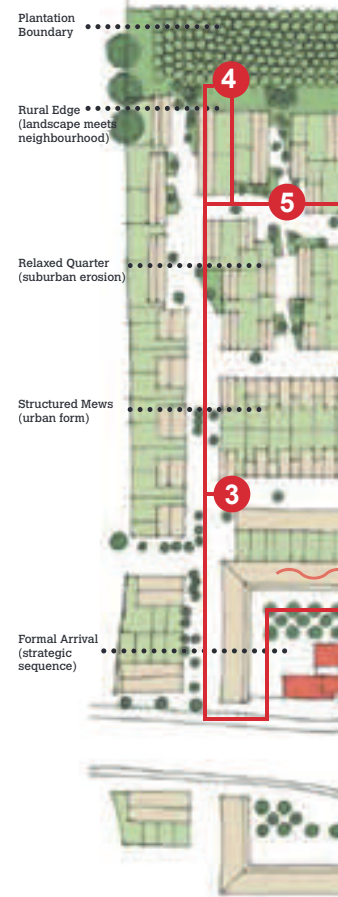 Plantation
Boundary
4
Rural Edge
(landscape meets
neighbourhood)
5
Relaxed Quarter
(suburban erosion)
Structured Mews
(urban form)
3
Formal Arrival
(strategic
sequence)